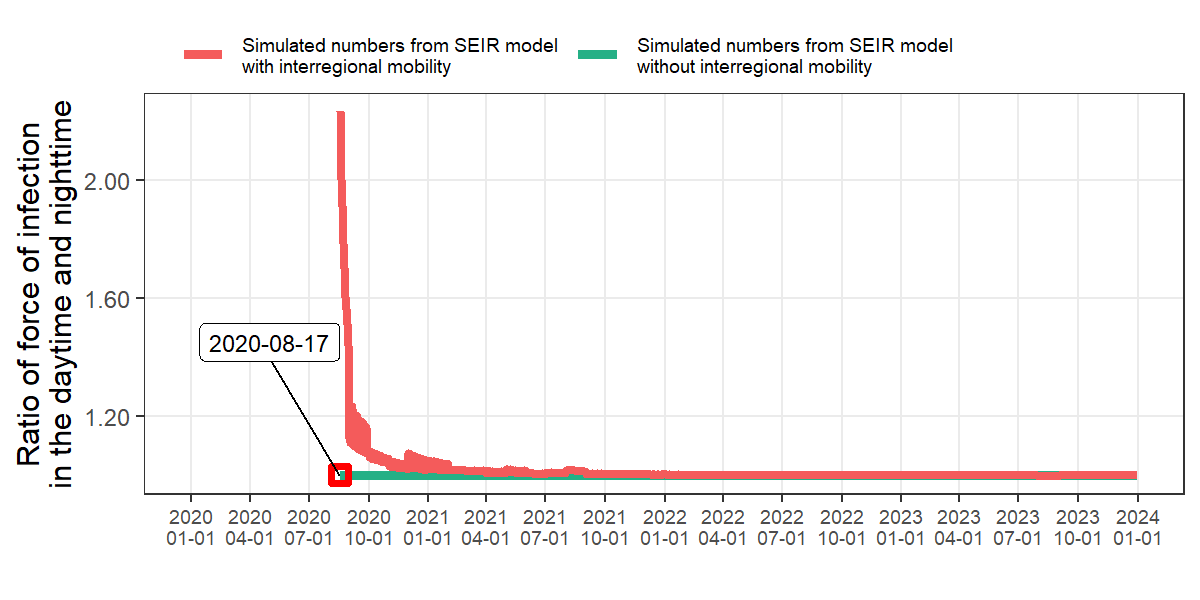 Simulated numbers from SEIR model
with interregional mobility
Simulated numbers from SEIR model
without interregional mobility
Ratio of force of infection
in the daytime and nighttime
2.00
1.60
1.20
2020-08-17
2020 2020 2020 2020 2021 2021 2021 2021 2022 2022 2022 2022 2023 2023 2023 2023 2024
01-01 04-01 07-01 10-01 01-01 04-01 07-01 10-01 01-01 04-01 07-01 10-01 01-01 04-01 07-01 10-01 01-01